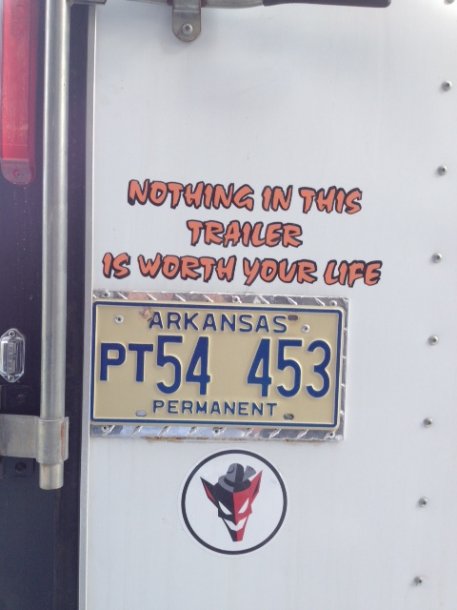 NOTHING IN THIS
TRAILER
IS WORTH YOUR LIFE
ARKANSAS
PT54 453
PERMANENT